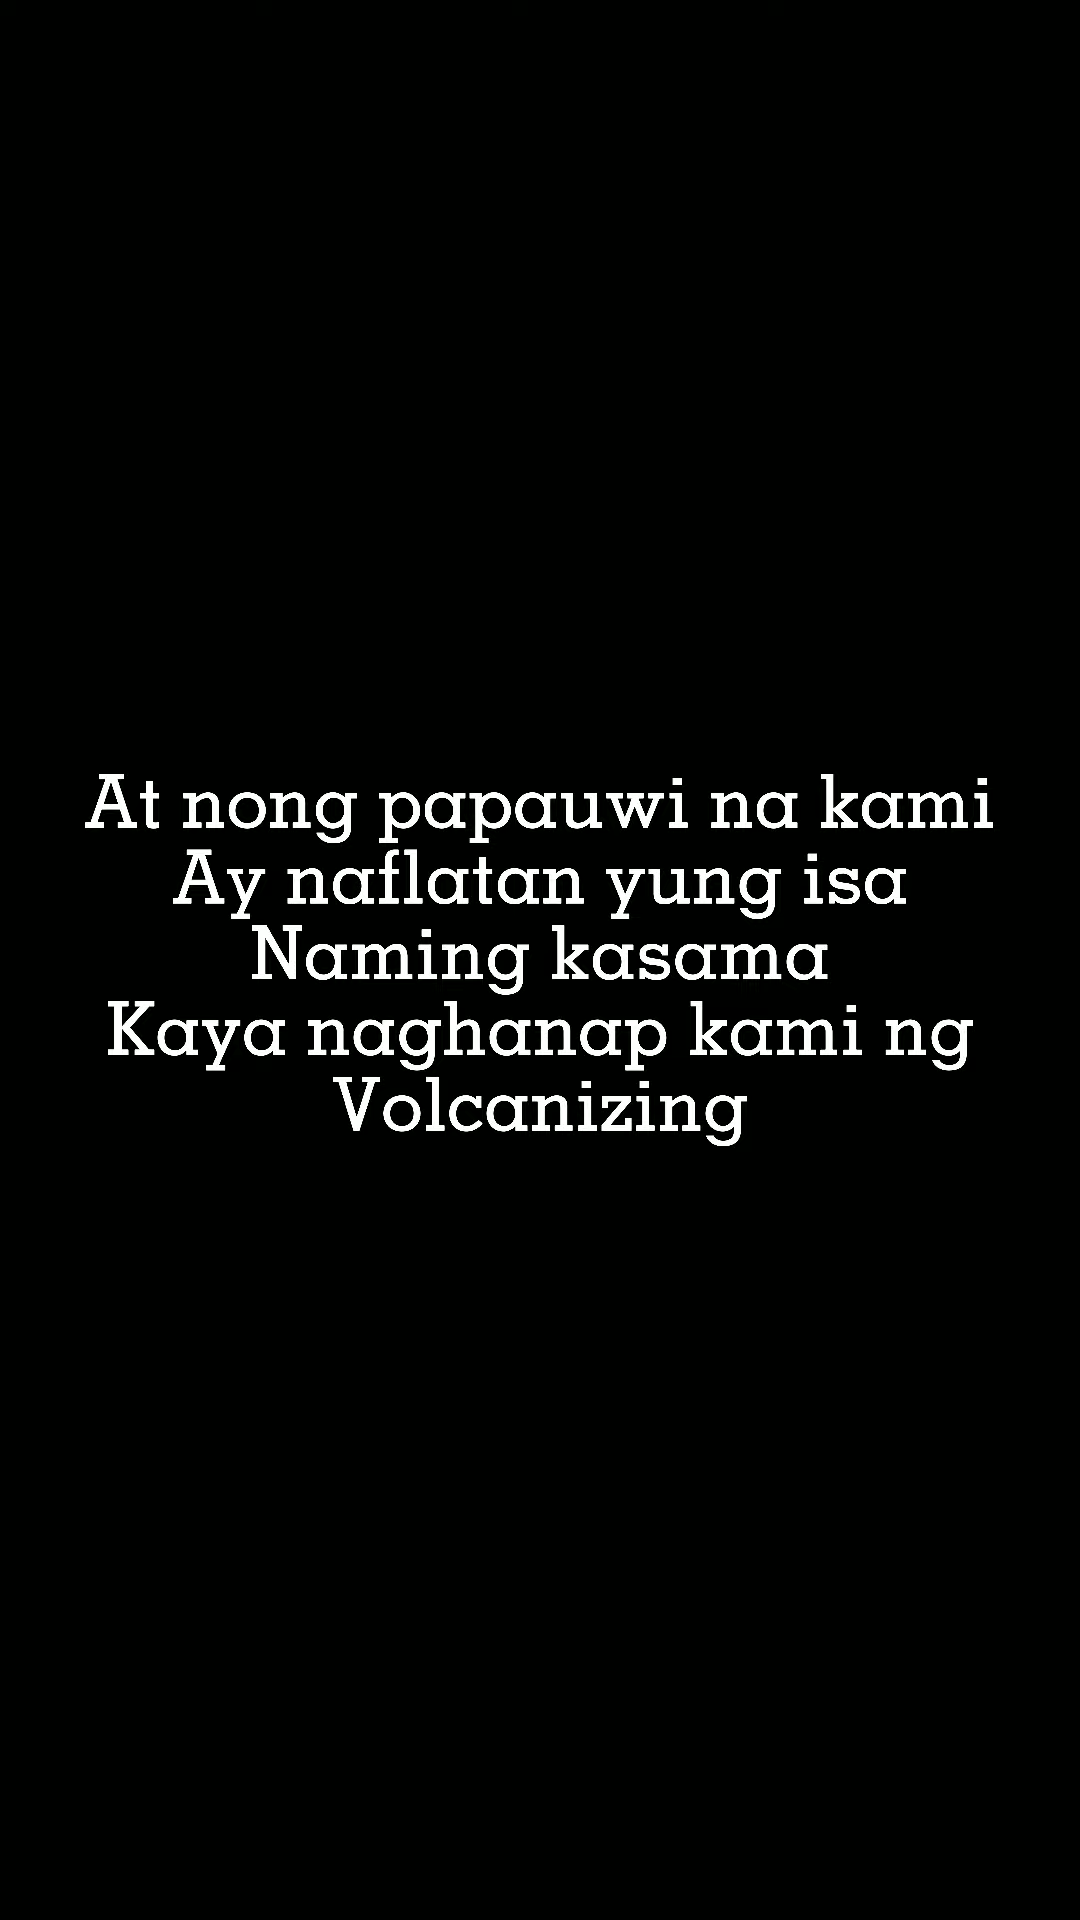 At nong papauwi na kami
Ay naflatan yung isa
Naming kasama
Kaya naghanap kami ng
Volcanizing